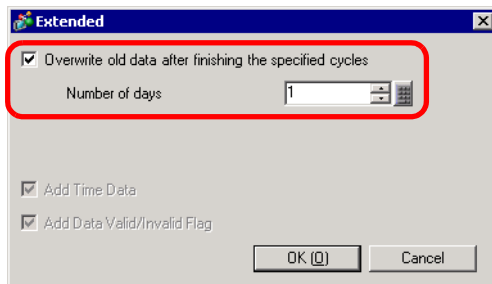 Extended
Overwrite old data after finishing the specified cycles
Number of days 1
Add Time Data
Add Data Valid/Invalid Flag
OK (O) Cancel